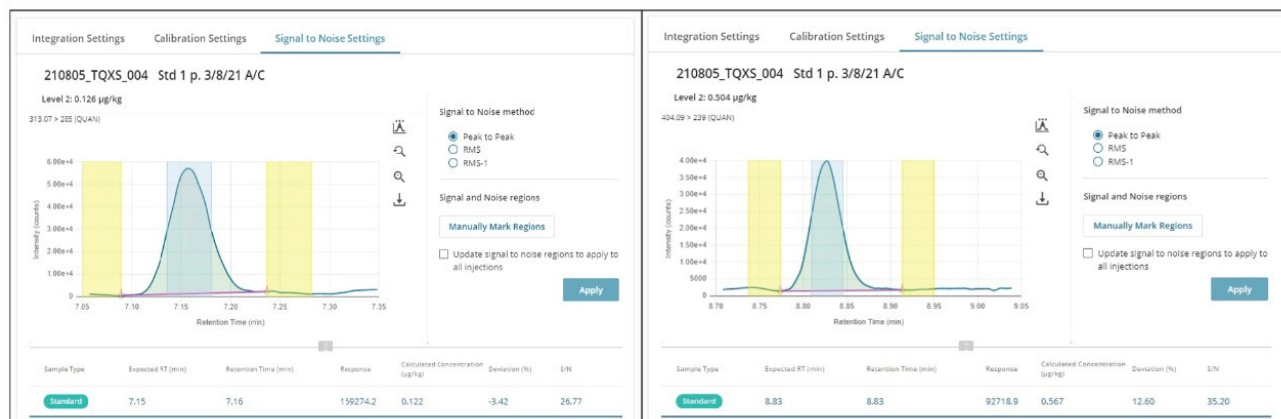 Integration Settings Calibration Settings Signal to Noise Settings
210805_TQXS_004 Std 1 p. 3/8/21 A/C
Level 2: 0.126 µg/kg
313.07 > 285 (QUAN)
6.00e+4
5.00e+4
4.00e+4
3.00e+4
2.00e+4
1.00e+4
0
Intensity (counts)
7.05 7.10 7.15 7.20 7.25 7.30 7.35
Retention Time (min)
Signal to Noise method
Peak to Peak
RMS
RMS-1
Signal and Noise regions
Manually Mark Regions
Update signal to noise regions to apply to
all injections
Apply
Sample Type Expected RT (min) Retention Time (min) Response Calculated Concentration (µg/kg) Deviation (%) S/N
Standard 7.15 7.16 159274.2 0.122 -3.42 26.77
Integration Settings Calibration Settings Signal to Noise Settings
210805_TQXS_004 Std 1 p. 3/8/21 A/C
Level 2: 0.504 µg/kg
404.09 > 239 (QUAN)
4.00e+4
3.50e+4
3.00e+4
2.50e+4
2.00e+4
1.50e+4
1.00e+4
5000
0
Intensity (counts)
8.70 8.75 8.80 8.85 8.90 8.95 9.00 9.05
Retention Time (min)
Signal to Noise method
Peak to Peak
RMS
RMS-1
Signal and Noise regions
Manually Mark Regions
Update signal to noise regions to apply to
all injections
Apply
Sample Type Expected RT (min) Retention Time (min) Response Calculated Concentration (µg/kg) Deviation (%) S/N
Standard 8.83 8.83 92718.9 0.567 12.60 35.20